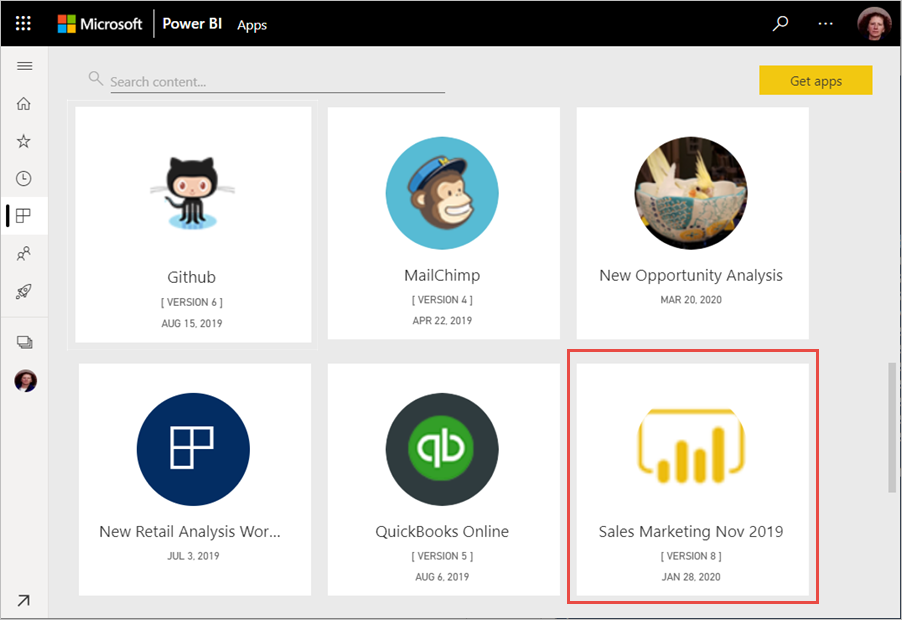 Microsoft Power BI Apps
Search content...
Get apps
Github
[ VERSION 6 ]
AUG 15, 2019
MailChimp
[ VERSION 4 ]
APR 22, 2019
New Opportunity Analysis
MAR 20, 2020
New Retail Analysis Wor...
JUL 3, 2019
qb
QuickBooks Online
[ VERSION 5 ]
AUG 6, 2019
Sales Marketing Nov 2019
[ VERSION 8 ]
JAN 28, 2020